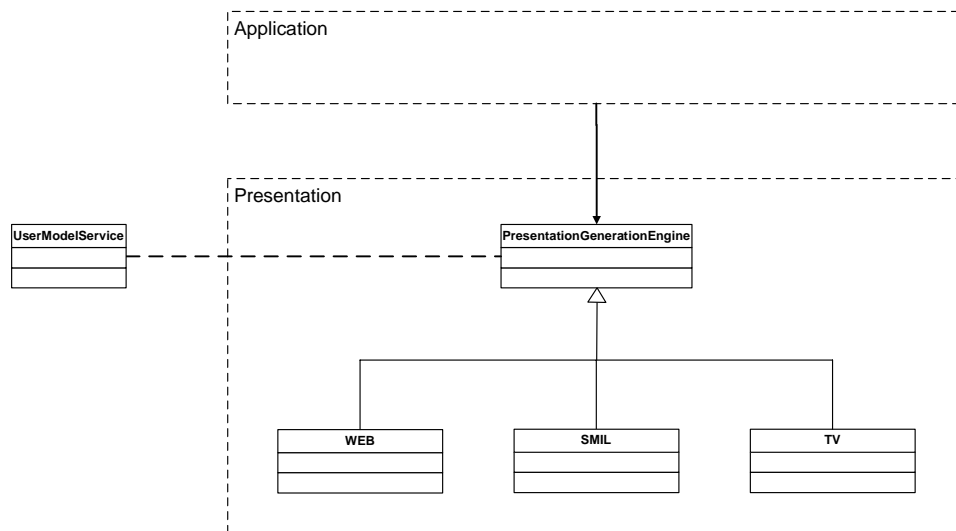 Application
Presentation
UserModelService
PresentationGenerationEngine
WEB
SMIL
TV